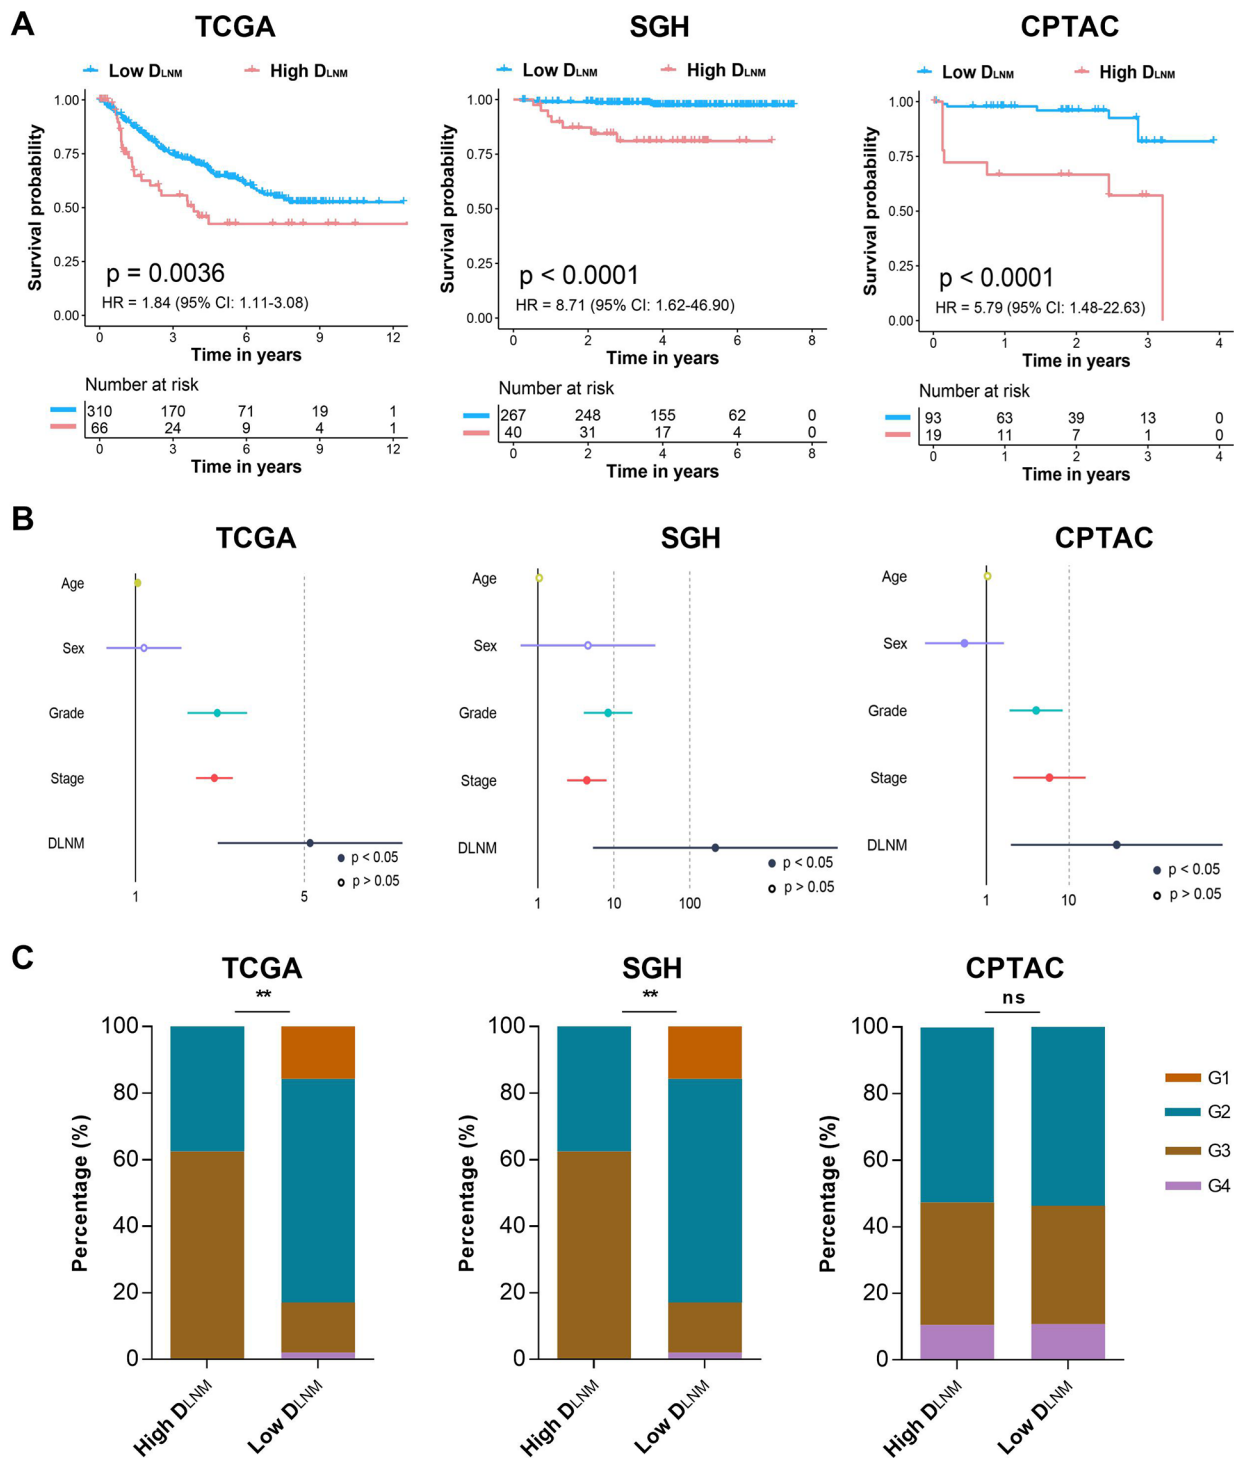 A
TCGA
SGH
CPTAC
Low DLNM High DLNM
Low DLNM High DLNM
Low DLNM High DLNM
Survival probability
1.00
0.75
0.50
0.25
0.00
p = 0.0036
HR = 1.84 (95% CI: 1.11-3.08)
0 3 6 9 12
Time in years
Survival probability
1.00
0.75
0.50
0.25
0.00
p < 0.0001
HR = 8.71 (95% CI: 1.62-46.90)
0 2 4 6 8
Time in years
Survival probability
1.00
0.75
0.50
0.25
0.00
p < 0.0001
HR = 5.79 (95% CI: 1.48-22.63)
0 1 2 3 4
Time in years
Number at risk
310 170 71 19 1
66 24 9 4 1
0 3 6 9 12
Time in years
Number at risk
267 248 155 62 0
40 31 17 4 0
0 2 4 6 8
Time in years
Number at risk
93 63 39 13 0
19 11 7 1 0
0 1 2 3 4
Time in years
B
TCGA
Age
Sex
Grade
Stage
DLNM
p < 0.05
p > 0.05
1 5
SGH
Age
Sex
Grade
Stage
DLNM
p < 0.05
p > 0.05
1 10 100
CPTAC
Age
Sex
Grade
Stage
DLNM
p < 0.05
p > 0.05
1 10
C
TCGA
**
Percentage (%)
100
80
60
40
20
0
High DLNM
Low DLNM
SGH
**
Percentage (%)
100
80
60
40
20
0
High DLNM
Low DLNM
CPTAC
ns
Percentage (%)
100
80
60
40
20
0
High DLNM
Low DLNM
G1
G2
G3
G4